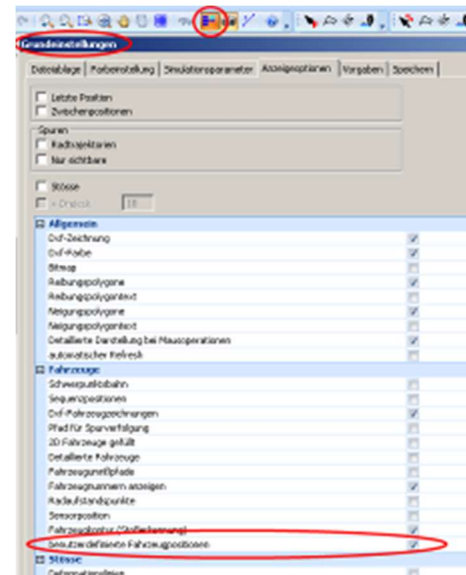 Grundeinstellungen
Dateiablage Farbeinstellung Simulationsparameter Anzeigeoptionen Vorgaben Speichern
Letzte Position
Zwischenpositionen
Spuren
Radtrajektorien
Nur sichtbare
Stösse
Allgemein
Dxf-Zeichnung
Dxf-Farbe
Bitmap
Reibungspolygone
Reibungspolygontext
Neigungspolygone
Neigungspolygontext
Detaillierte Darstellung bei Mausoperationen
automatischer Refresh
Fahrzeuge
Schwerpunktsbahn
Sequenzpositionen
Dxf-Fahrzeugzeichnungen
Pfad für Spurverfolgung
2D Fahrzeuge gefüllt
Detaillierte Fahrzeuge
Fahrzeugumrißpfade
Fahrzeugnummern anzeigen
Radaufstandspunkte
Sensorposition
Fahrzeugkontur
Benutzerdefinierte Fahrzeugpositionen
Stösse